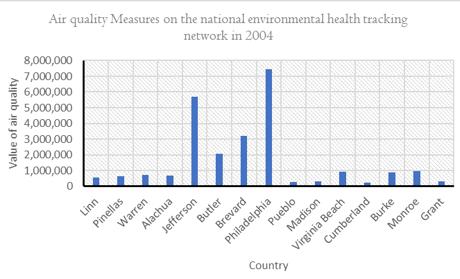 Air quality Measures on the national environmental health tracking
network in 2004
Value of air quality
8,000,000
7,000,000
6,000,000
5,000,000
4,000,000
3,000,000
2,000,000
1,000,000
0
Linn
Pinellas
Warren
Alachua
Jefferson
Butler
Brevard
Philadelphia
Pueblo
Madison
Virginia Beach
Cumberland
Burke
Monroe
Grant
Country